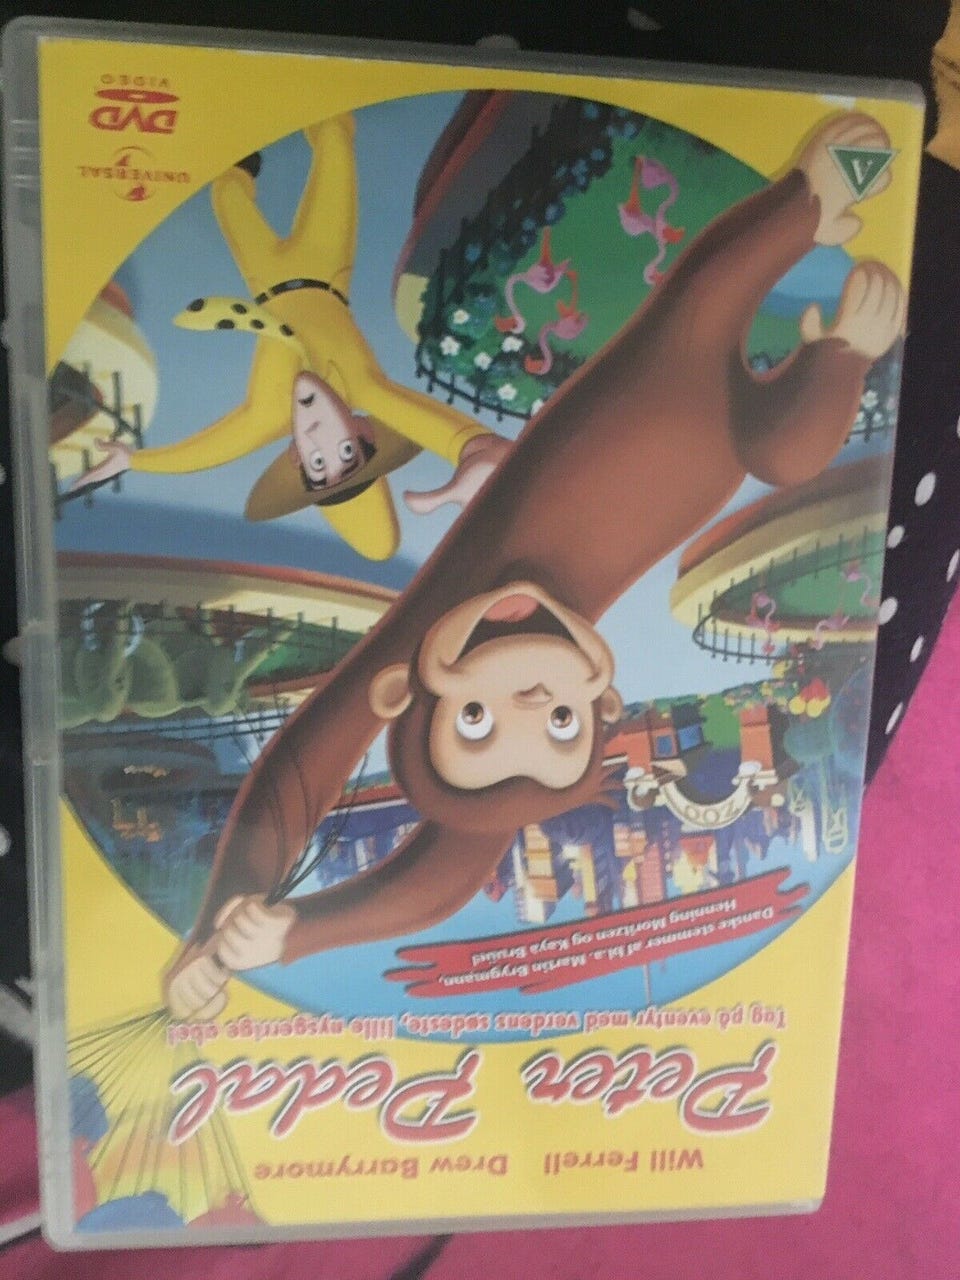 Will Ferrell Drew Barrymore
Peter Pedal
Tag på eventyr med verdens sødeste, lille nysgerrige abe!
Danske stemmer af bl.a. Martin Brygmann,
Henning Moritzen og Kaya Brüel
ZOO
UNIVERSAL
DVD
VIDEO
A